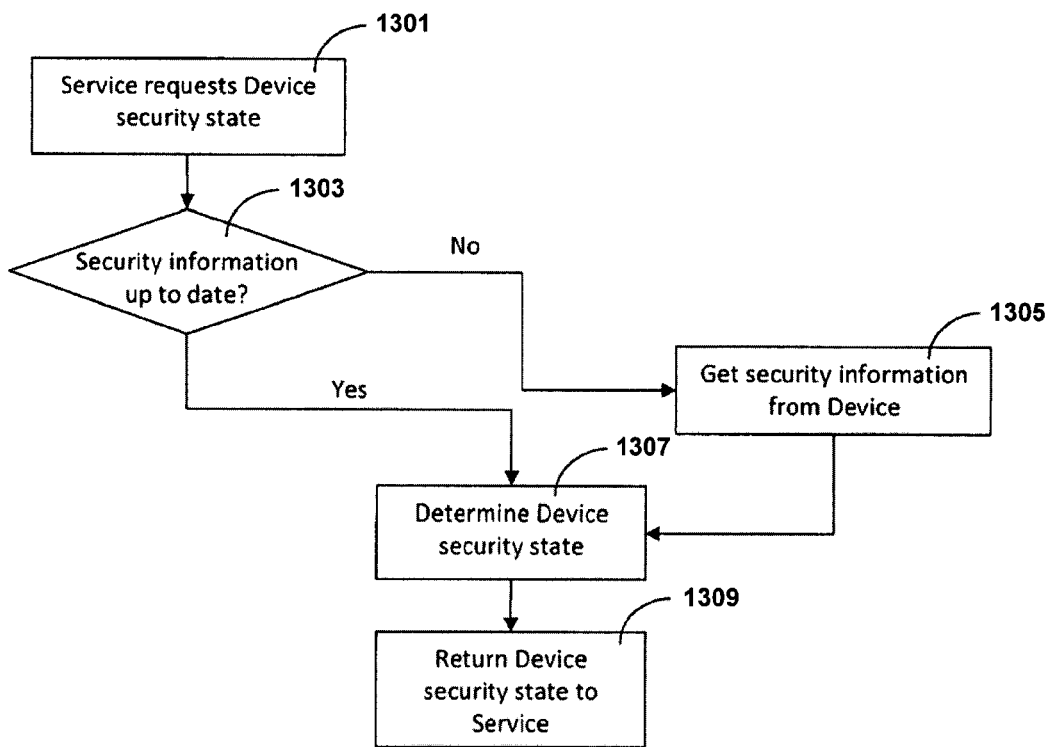 1301
Service requests Device
security state
1303
Security information
up to date?
No
1305
Get security information
from Device
Yes
1307
Determine Device
security state
1309
Return Device
security state to
Service